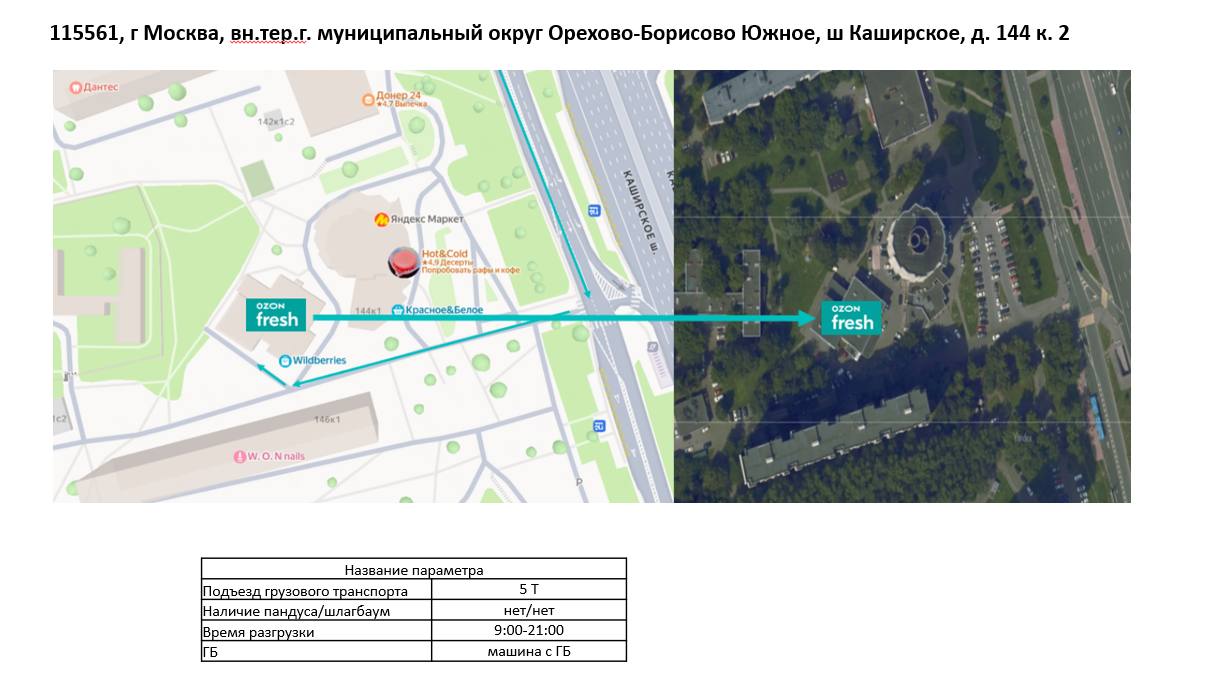 115561, г Москва, вн.тер.г. муниципальный округ Орехово-Борисово Южное, ш Каширское, д. 144 к. 2
Дантес
Донер 24
★4.7 Выпечка
142к1с2
КАШИРСКОЕ Ш.
КА
Яндекс Маркет
Hot&Cold
★4,9 Десерты
Попробовать рафы и кофе
OZON
fresh
144к1
Красное&Белое
OZON
fresh
Wildberries
1с2
146к1
W. O. N nails
P
Yandex
Название параметра
Подъезд грузового транспорта 5 Т
Наличие пандуса/шлагбаум нет/нет
Время разгрузки 9:00-21:00
ГБ машина с ГБ